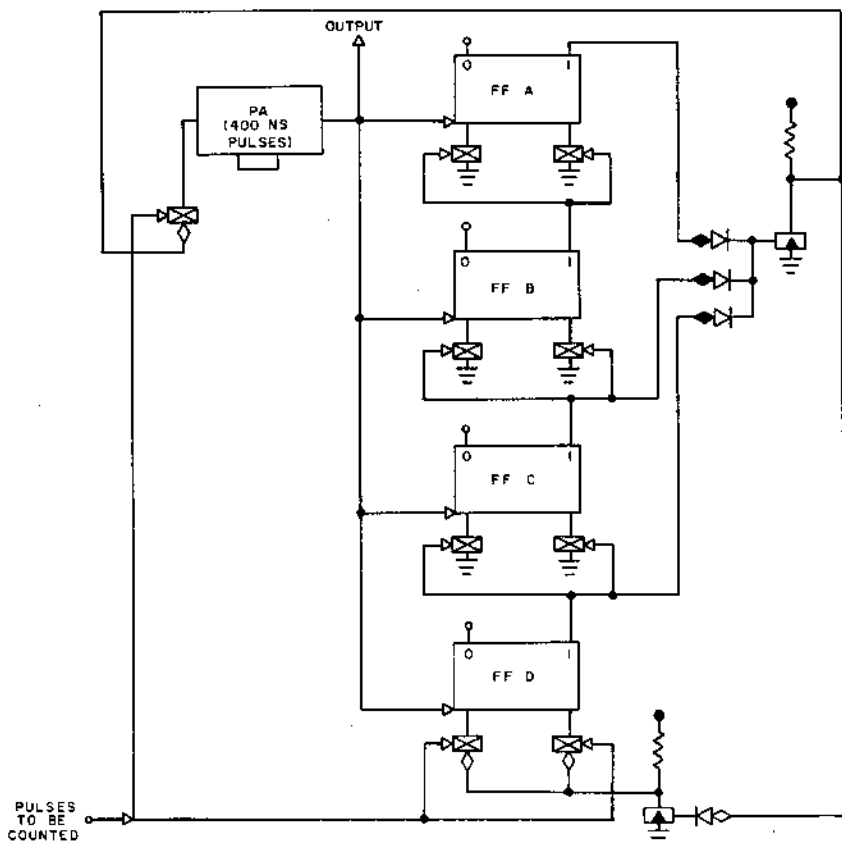 OUTPUT
PA
(400 NS
PULSES)
0 1
FF A
0 1
FF B
0 1
FF C
0 1
FF D
PULSES
TO BE
COUNTED